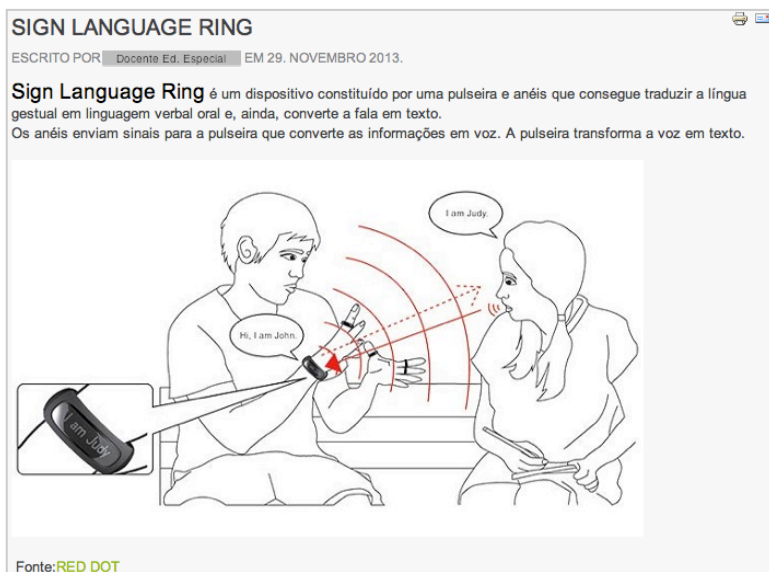 SIGN LANGUAGE RING
ESCRITO POR Docente Ed. Especial EM 29. NOVEMBRO 2013.
Sign Language Ring é um dispositivo constituído por uma pulseira e anéis que consegue traduzir a língua
gestual em linguagem verbal oral e, ainda, converte a fala em texto.
Os anéis enviam sinais para a pulseira que converte as informações em voz. A pulseira transforma a voz em texto.
I am Judy.
Hi, I am John.
I am Judy
Fonte:RED DOT